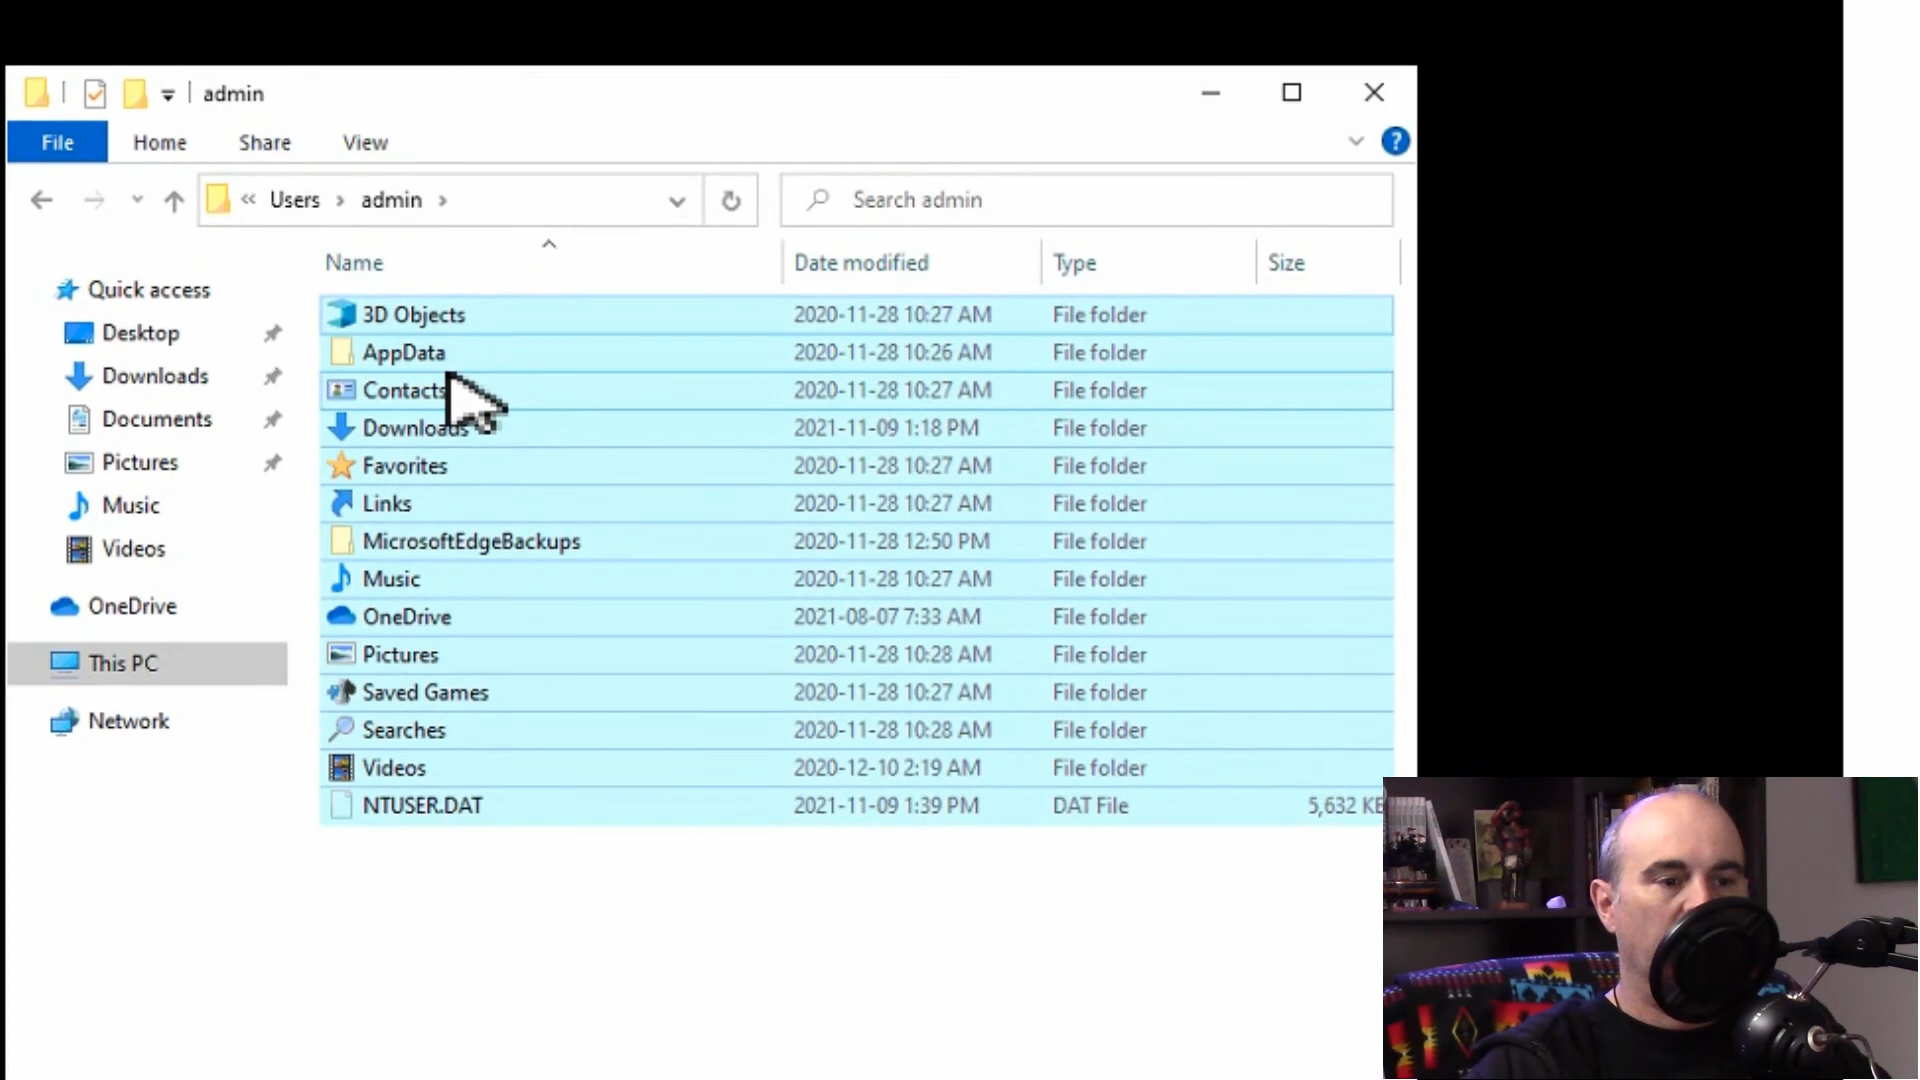 admin
File Home Share View
« Users › admin ›
Search admin
Name Date modified Type Size
Quick access
Desktop
Downloads
Documents
Pictures
Music
Videos
OneDrive
This PC
Network
3D Objects 2020-11-28 10:27 AM File folder
AppData 2020-11-28 10:26 AM File folder
Contacts 2020-11-28 10:27 AM File folder
Downloads 2021-11-09 1:18 PM File folder
Favorites 2020-11-28 10:27 AM File folder
Links 2020-11-28 10:27 AM File folder
MicrosoftEdgeBackups 2020-11-28 12:50 PM File folder
Music 2020-11-28 10:27 AM File folder
OneDrive 2021-08-07 7:33 AM File folder
Pictures 2020-11-28 10:28 AM File folder
Saved Games 2020-11-28 10:27 AM File folder
Searches 2020-11-28 10:28 AM File folder
Videos 2020-12-10 2:19 AM File folder
NTUSER.DAT 2021-11-09 1:39 PM DAT File 5,632 KB